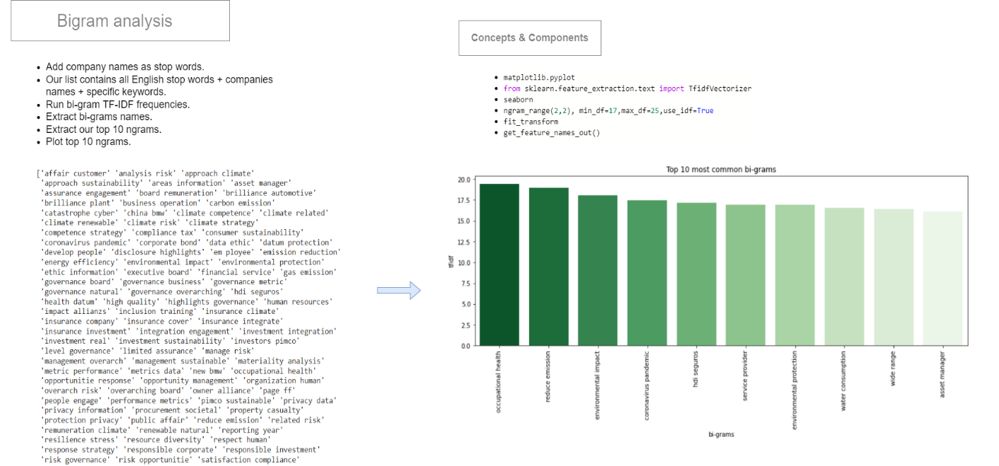 Bigram analysis
• Add company names as stop words.
• Our list contains all English stop words + companies
names + specific keywords.
• Run bi-gram TF-IDF frequencies.
• Extract bi-grams names.
• Extract our top 10 ngrams.
• Plot top 10 ngrams.
['affair customer' 'analysis risk' 'approach climate'
'approach sustainability' 'areas information' 'asset manager'
'assurance engagement' 'board remuneration' 'brilliance automotive'
'brilliance plant' 'business operation' 'carbon emission'
'catastrophe cyber' 'china bmw' 'climate competence' 'climate related'
'climate renewable' 'climate risk' 'climate strategy'
'competence strategy' 'compliance tax' 'consumer sustainability'
'coronavirus pandemic' 'corporate bond' 'data ethic' 'datum protection'
'develop people' 'disclosure highlights' 'em ployee' 'emission reduction'
'energy efficiency' 'environmental impact' 'environmental protection'
'ethic information' 'executive board' 'financial service' 'gas emission'
'governance board' 'governance business' 'governance metric'
'governance natural' 'governance overarching' 'hdi seguros'
'health datum' 'high quality' 'highlights governance' 'human resources'
'impact allianzs' 'inclusion training' 'insurance climate'
'insurance company' 'insurance cover' 'insurance integrate'
'insurance investment' 'integration engagement' 'investment integration'
'investment real' 'investment sustainability' 'investors pimco'
'level governance' 'limited assurance' 'manage risk'
'management overarch' 'management sustainable' 'materiality analysis'
'metric performance' 'metrics data' 'new bmw' 'occupational health'
'opportunitie response' 'opportunity management' 'organization human'
'overarch risk' 'overarching board' 'owner alliance' 'page ff'
'people engage' 'performance metrics' 'pimco sustainable' 'privacy data'
'privacy information' 'procurement societal' 'property casualty'
'protection privacy' 'public affair' 'reduce emission' 'related risk'
'remuneration climate' 'renewable natural' 'reporting year'
'resilience stress' 'resource diversity' 'respect human'
'response strategy' 'responsible corporate' 'responsible investment'
'risk governance' 'risk opportunitie' 'satisfaction compliance'
Concepts & Components
• matplotlib.pyplot
• from sklearn.feature_extraction.text import TfidfVectorizer
• seaborn
• ngram_range(2,2), min_df=17,max_df=25,use_idf=True
• fit_transform
• get_feature_names_out()
Top 10 most common bi-grams
20.0
17.5
15.0
12.5
10.0
7.5
5.0
2.5
0.0
tfidf
occupational health
reduce emission
environmental impact
coronavirus pandemic
hdi seguros
service provider
environmental protection
water consumption
wide range
asset manager
bi-grams